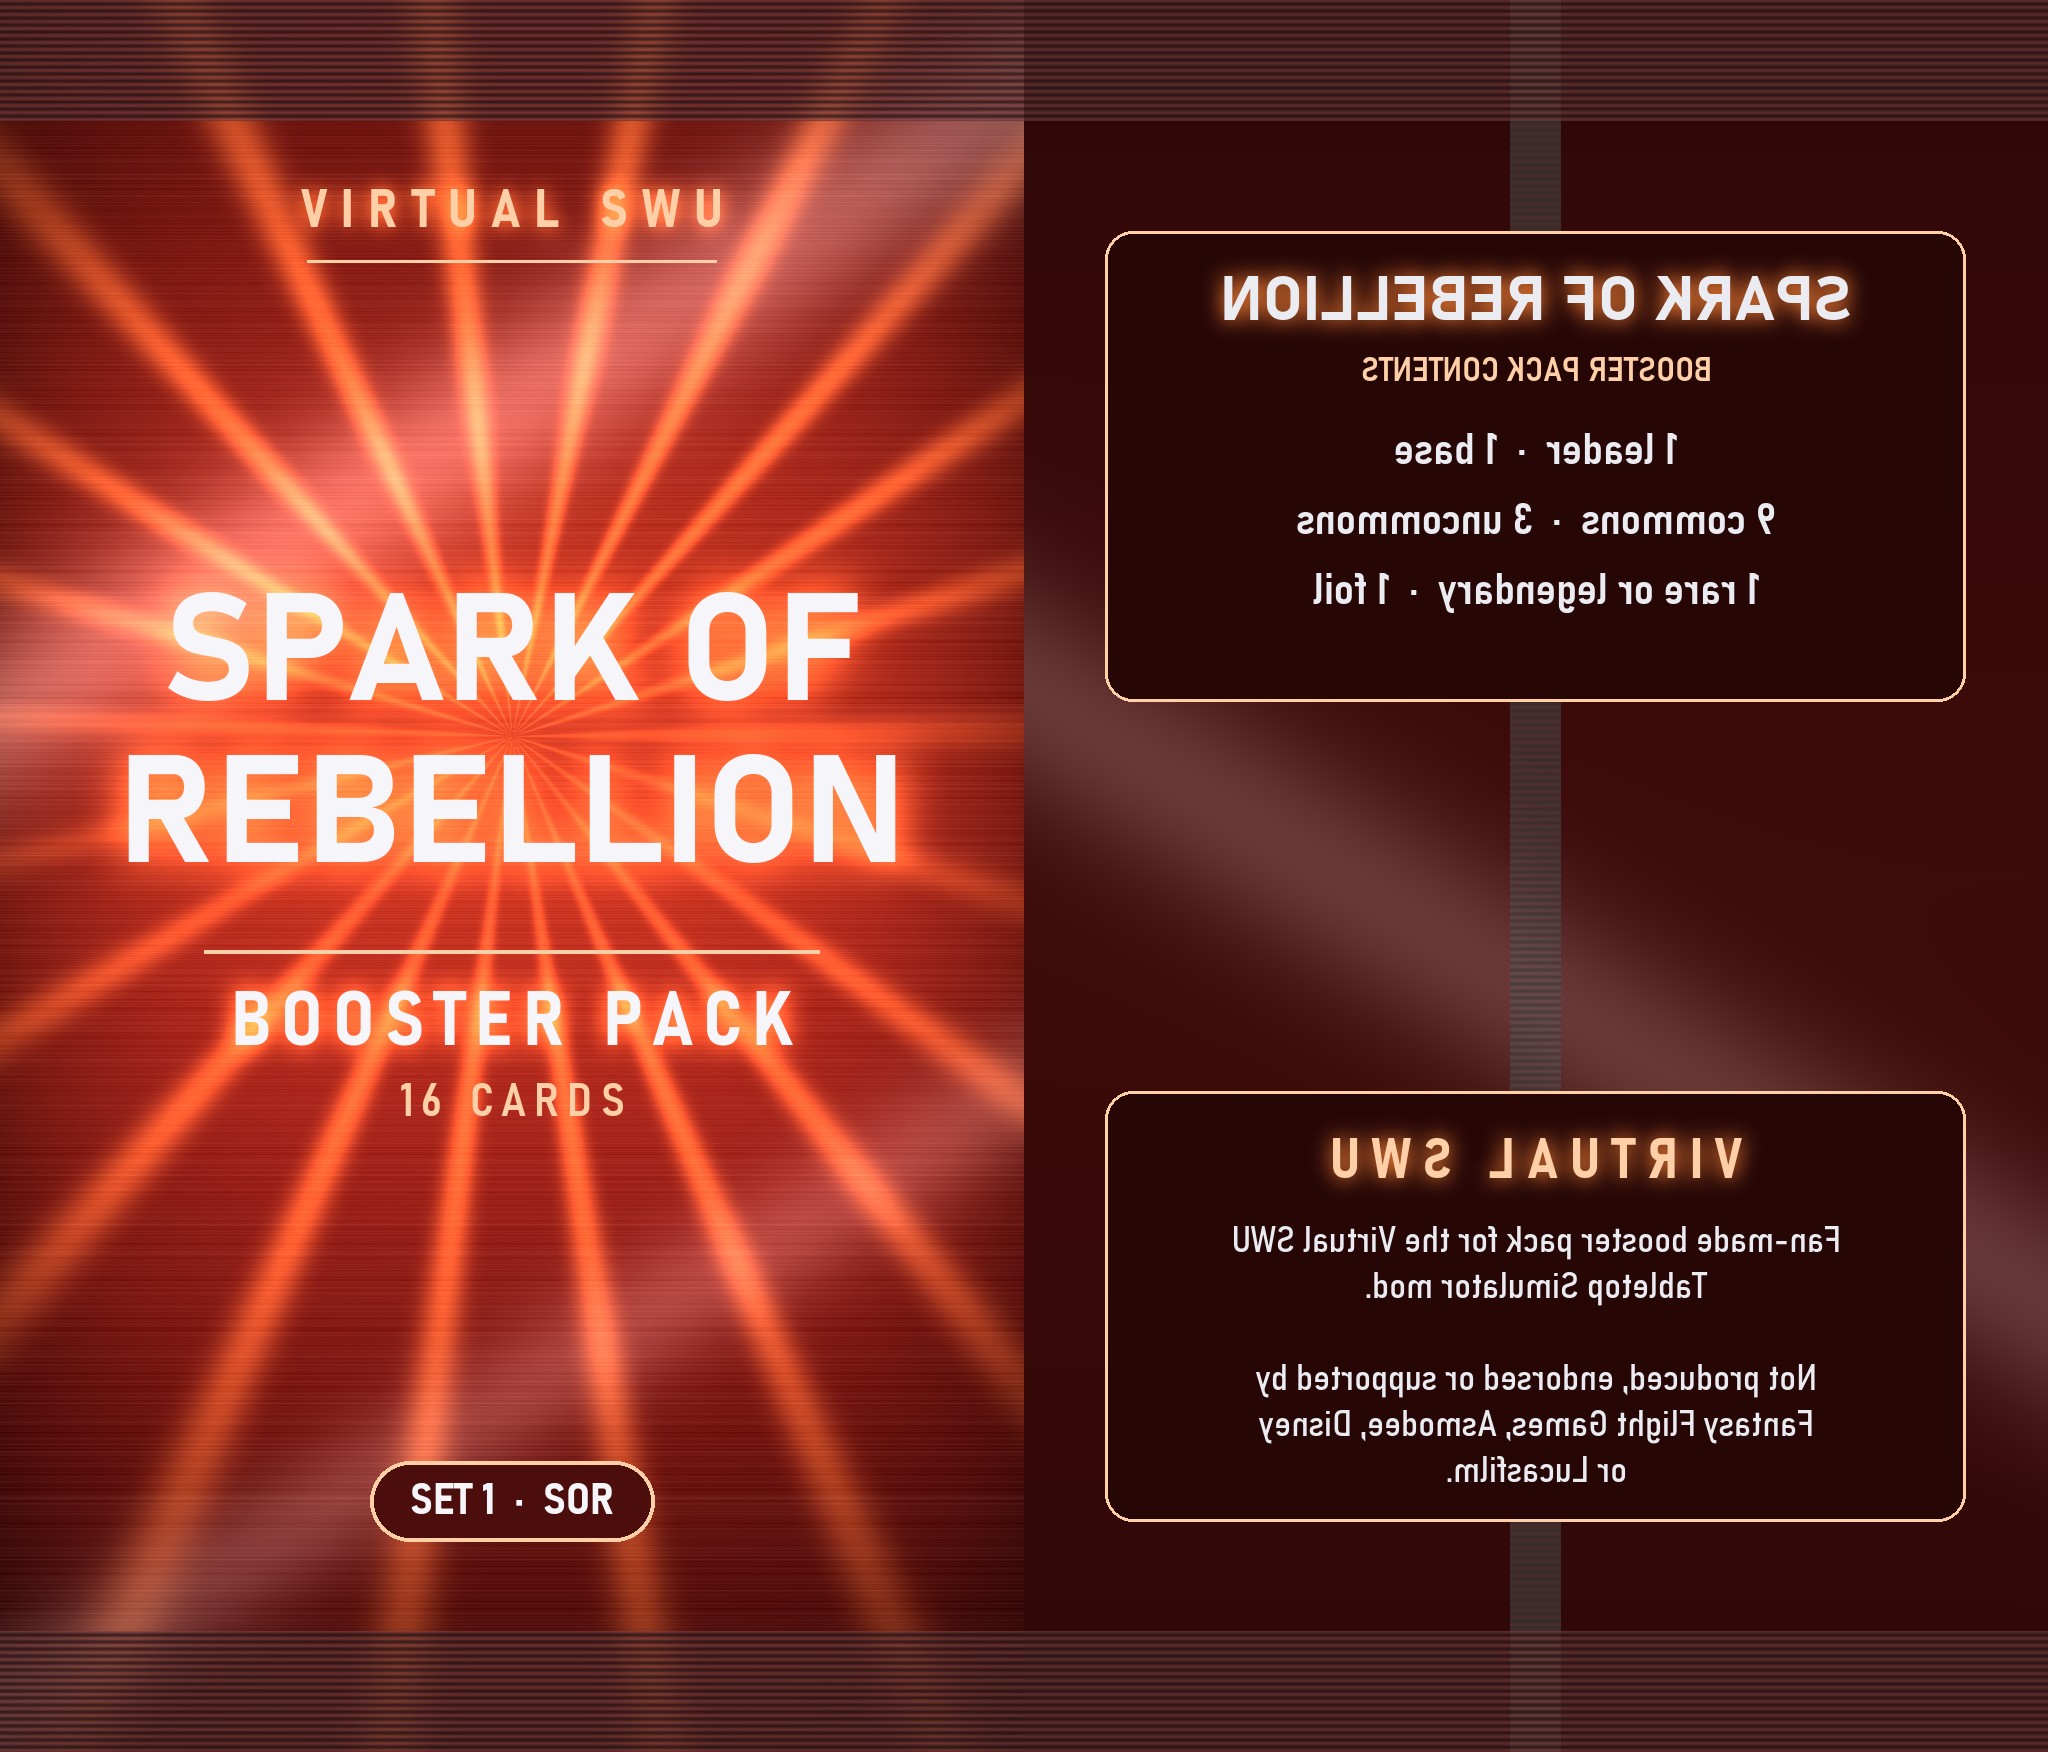 VIRTUAL SWU
SPARK OF
REBELLION
BOOSTER PACK
16 CARDS
SET 1 · SOR
SPARK OF REBELLION
BOOSTER PACK CONTENTS
1 leader · 1 base
9 commons · 3 uncommons
1 rare or legendary · 1 foil
VIRTUAL SWU
Fan-made booster pack for the Virtual SWU
Tabletop Simulator mod.
Not produced, endorsed or supported by
Fantasy Flight Games, Asmodee, Disney
or Lucasfilm.